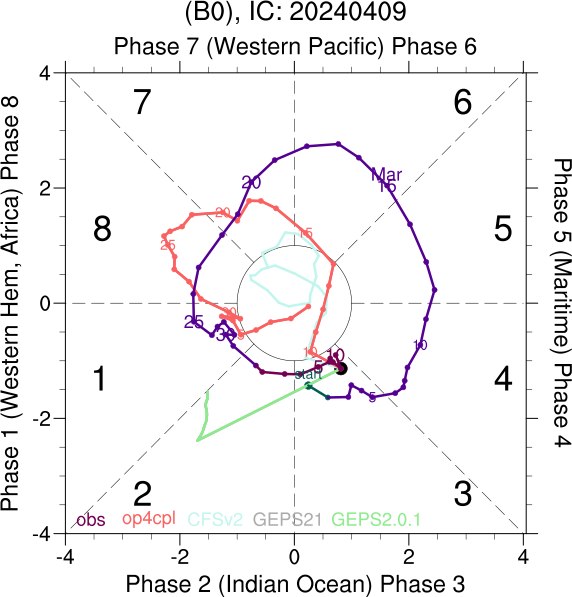 (B0), IC: 20240409
Phase 7 (Western Pacific) Phase 6
4
2
0
-2
-4
-4
-2
0
2
4
Phase 1 (Western Hem, Africa) Phase 8
Phase 5 (Maritime) Phase 4
7
6
8
5
1
4
2
3
Mar
15
20
20
15
25
25
30
10
10
5
5
start
obs
op4cpl
CFSv2
GEPS21
GEPS2.0.1
Phase 2 (Indian Ocean) Phase 3